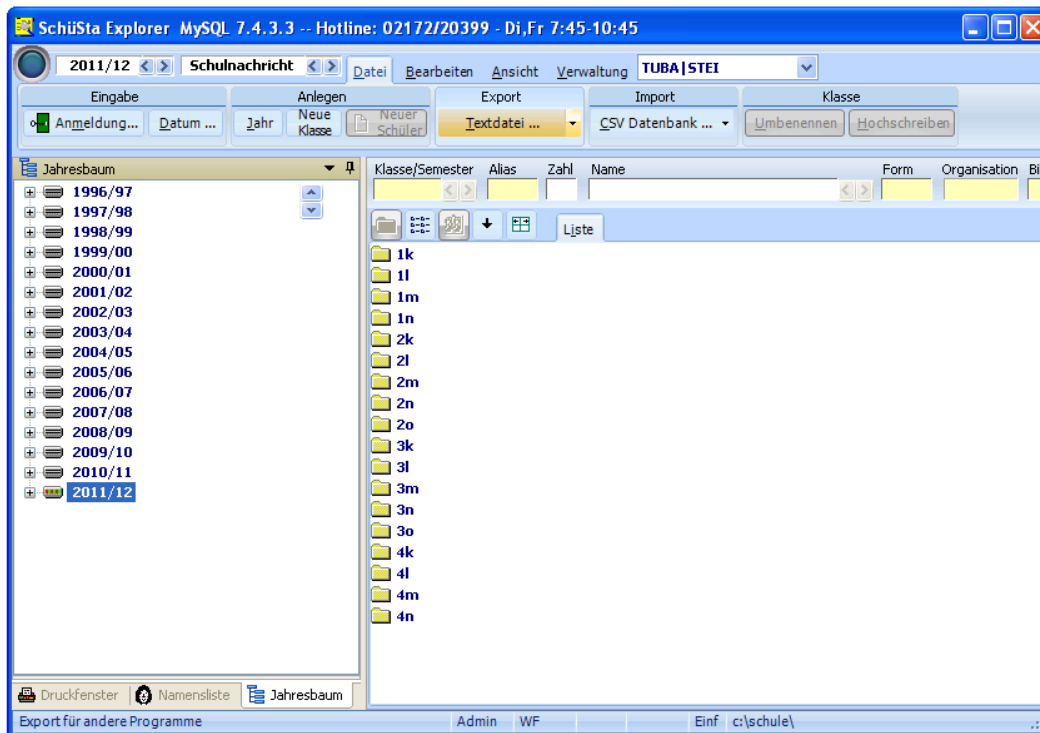 SchüSta Explorer MySQL 7.4.3.3 -- Hotline: 02172/20399 - Di,Fr 7:45-10:45
2011/12 Schulnachricht Datei Bearbeiten Ansicht Verwaltung TUBA|STEI
Eingabe Anlegen Export Import Klasse
Anmeldung... Datum ... Jahr Neue Klasse Neuer Schüler Textdatei ... CSV Datenbank ... Umbenennen Hochschreiben
Jahresbaum
Klasse/Semester Alias Zahl Name Form Organisation Bi
Liste
1996/97
1997/98
1998/99
1999/00
2000/01
2001/02
2002/03
2003/04
2004/05
2005/06
2006/07
2007/08
2008/09
2009/10
2010/11
2011/12
1k
1l
1m
1n
2k
2l
2m
2n
2o
3k
3l
3m
3n
3o
4k
4l
4m
4n
Druckfenster Namensliste Jahresbaum
Export für andere Programme Admin WF Einf c:\schule\